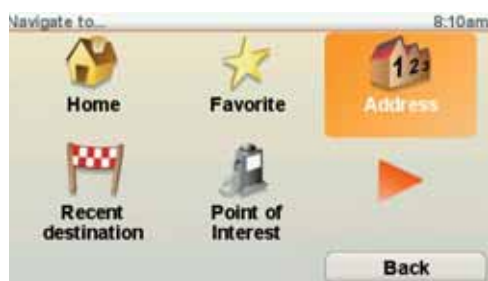 Navigate to... 8:10am
Home Favorite Address
123
Recent destination
Point of Interest
Back